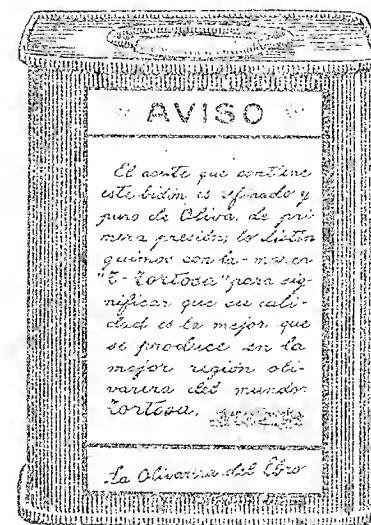 AVISO
El aceite que contiene
este bidón es refinado y
puro de Oliva, de pri
mera presión; lo distin
guimos con la - marca
"E - Tortosa" para sig-
nificar que su cali-
dad es la mejor que
se produce en la
mejor región oli-
varera del mundo:
Tortosa.
La Olivarera del Ebro